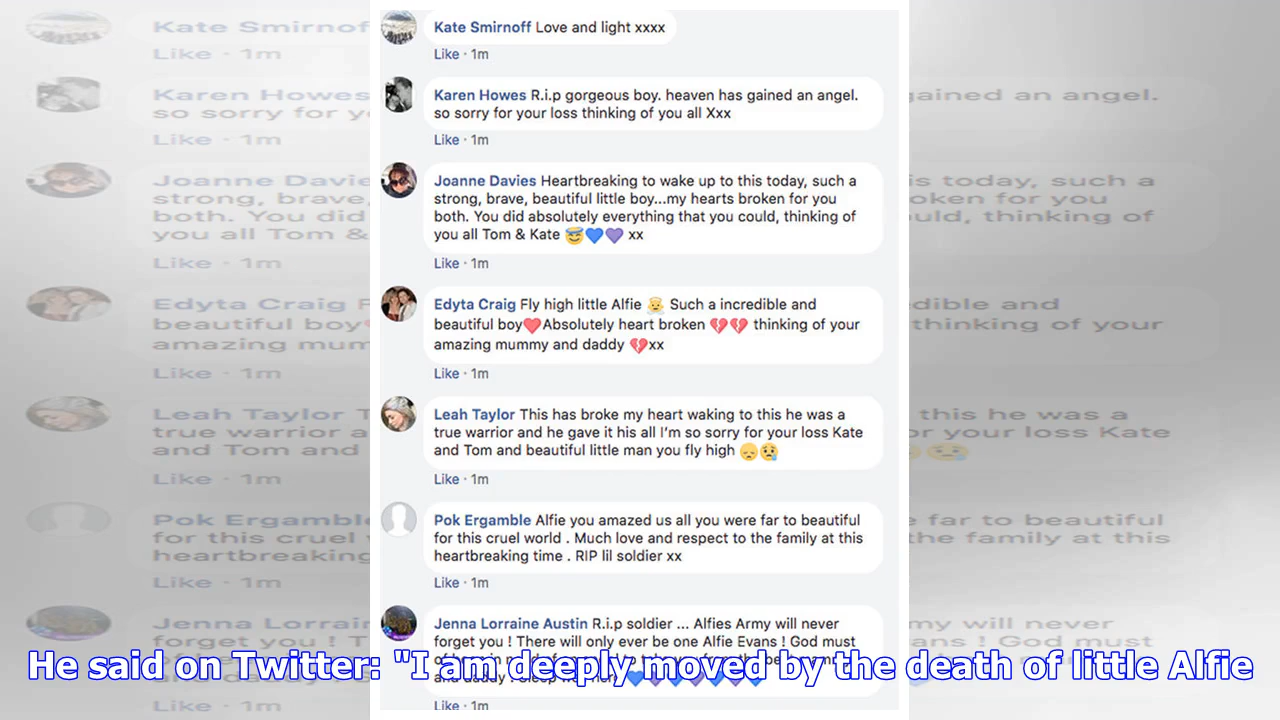 Kate Smirnoff Love and light xxxx
Like · 1m
Karen Howes R.i.p gorgeous boy. heaven has gained an angel.
so sorry for your loss thinking of you all Xxx
Like · 1m
Joanne Davies Heartbreaking to wake up to this today, such a
strong, brave, beautiful little boy...my hearts broken for you
both. You did absolutely everything that you could, thinking of
you all Tom & Kate 😇💙💜 xx
Like · 1m
Edyta Craig Fly high little Alfie 👼 Such a incredible and
beautiful boy❤️Absolutely heart broken 💔💔 thinking of your
amazing mummy and daddy 💔xx
Like · 1m
Leah Taylor This has broke my heart waking to this he was a
true warrior and he gave it his all I'm so sorry for your loss Kate
and Tom and beautiful little man you fly high 😞😢
Like · 1m
Pok Ergamble Alfie you amazed us all you were far to beautiful
for this cruel world . Much love and respect to the family at this
heartbreaking time . RIP lil soldier xx
Like · 1m
Jenna Lorraine Austin R.i.p soldier ... Alfies Army will never
forget you ! There will only ever be one Alfie Evans ! God must
He said on Twitter: "I am deeply moved by the death of little Alfie
and daddy
Like · 1m